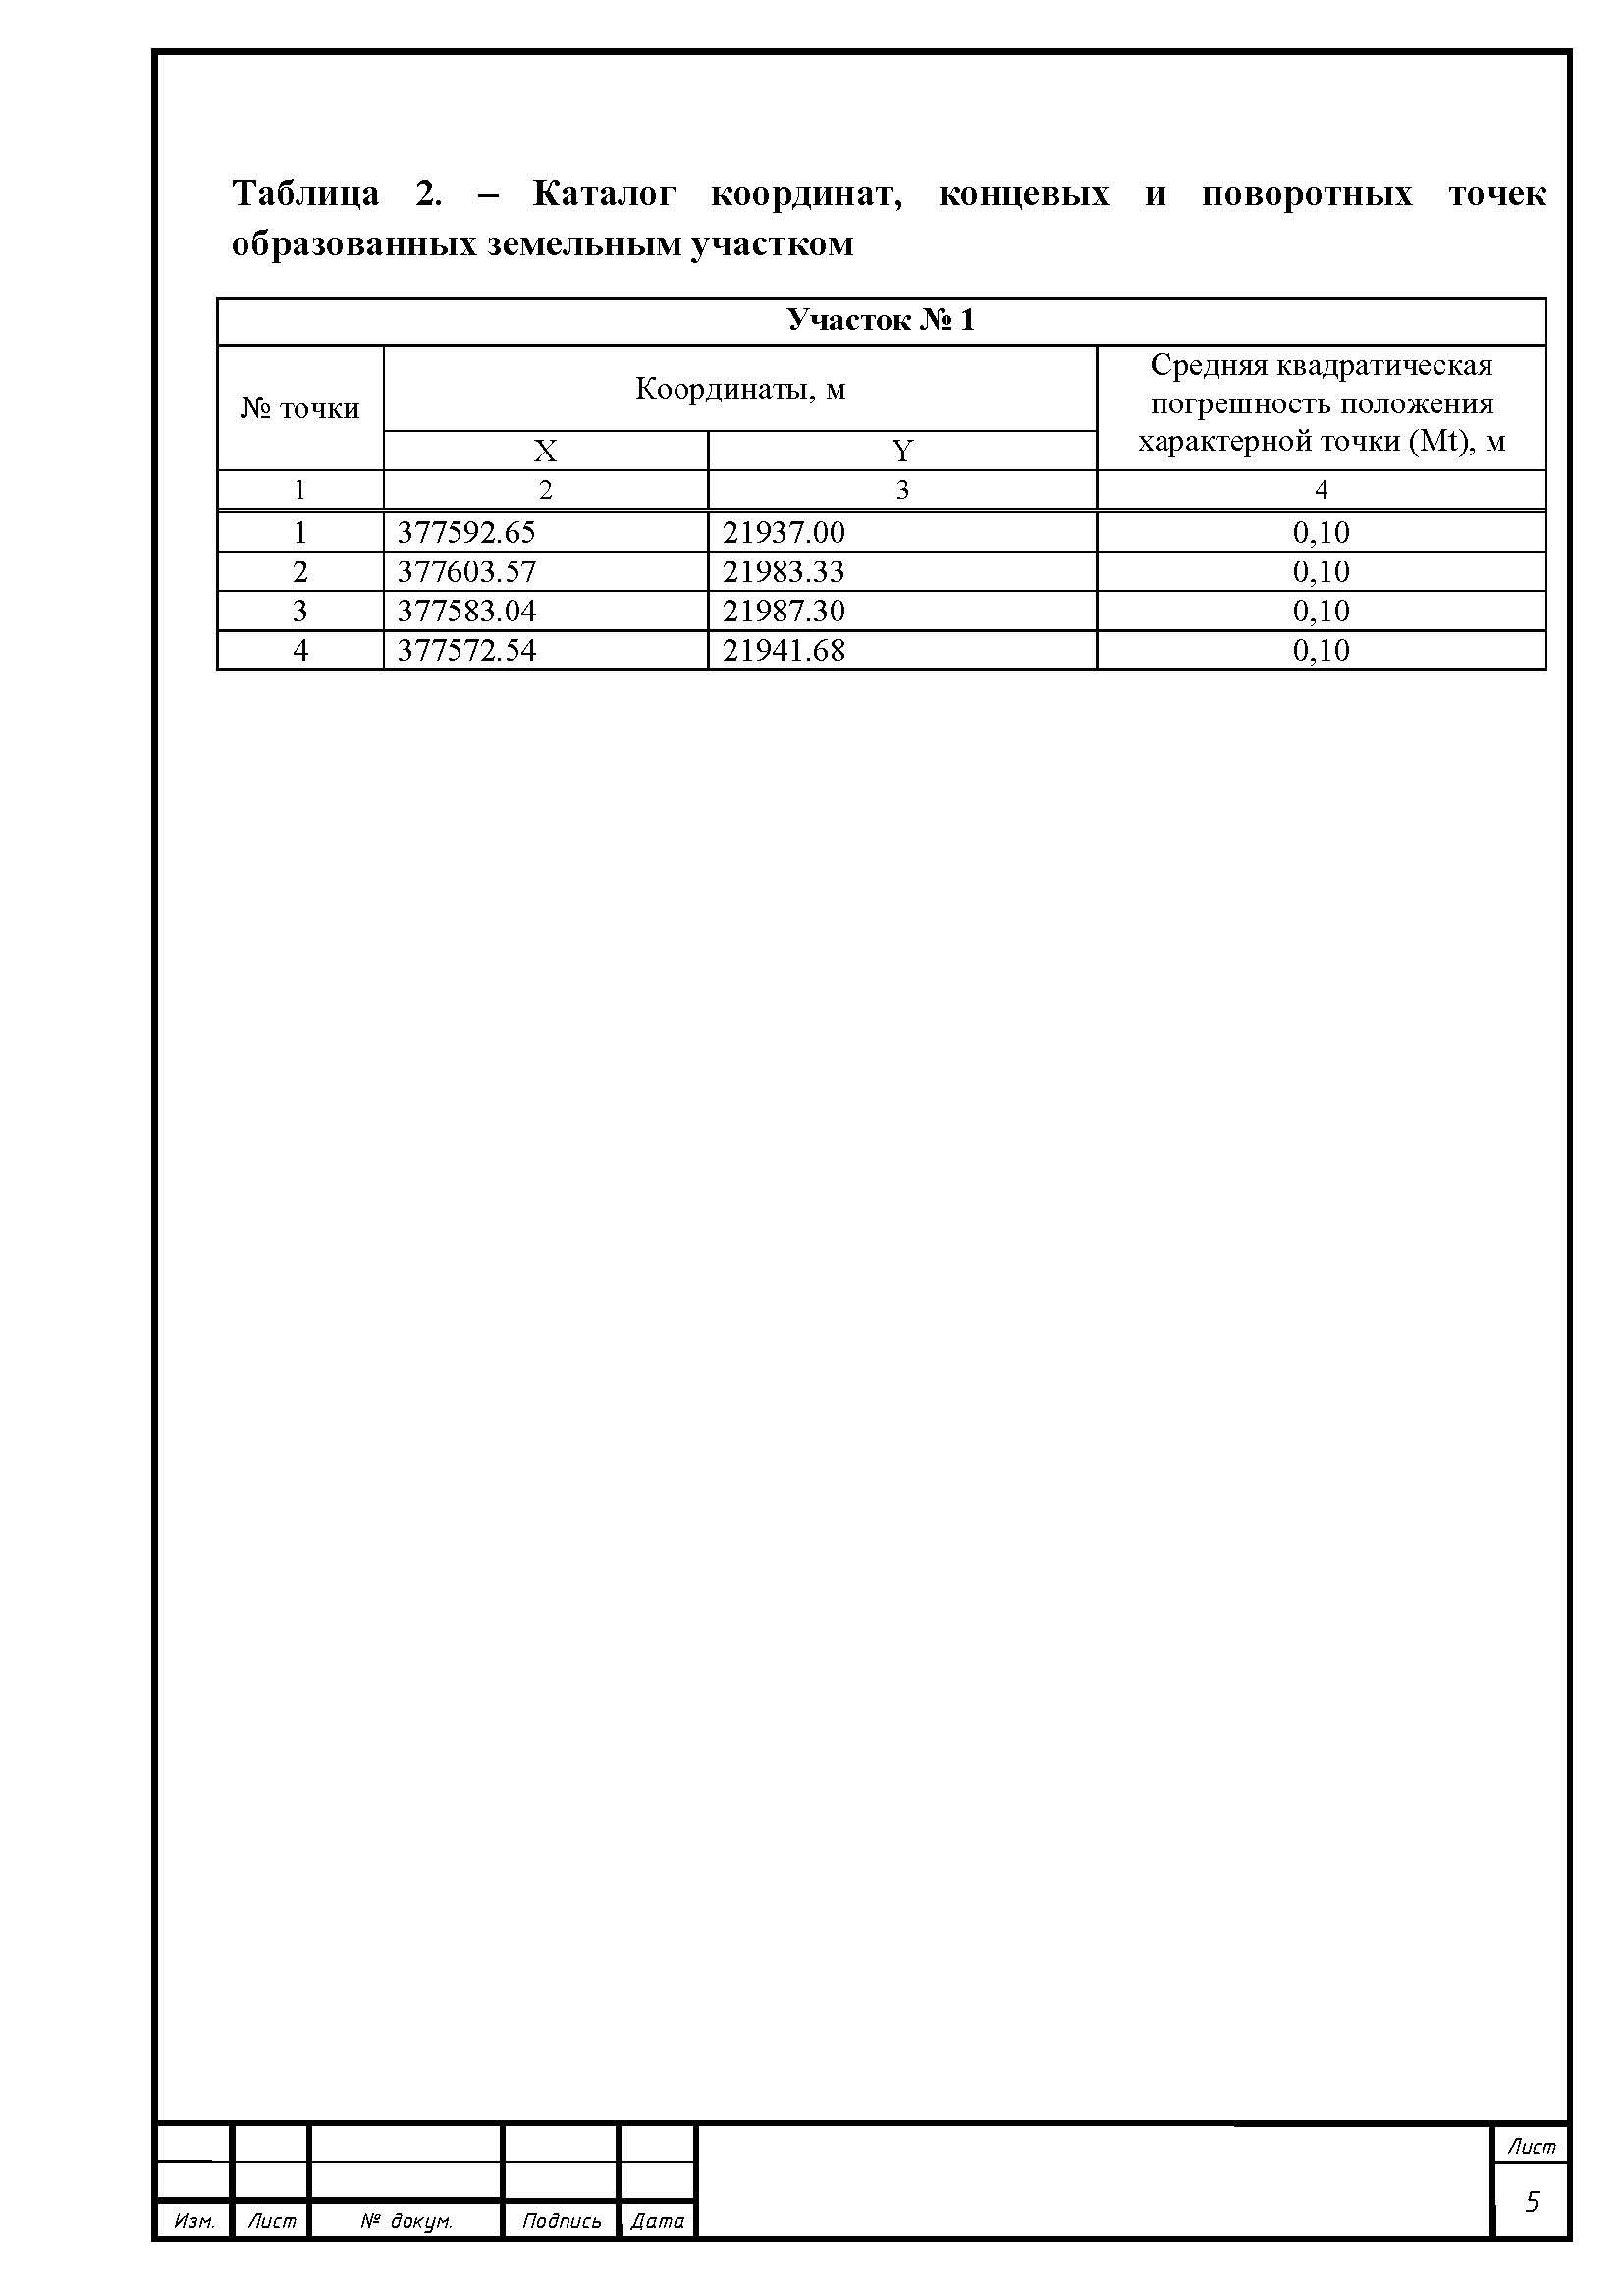 Таблица 2. – Каталог координат, концевых и поворотных точек
образованных земельным участком
Участок № 1
№ точки
Координаты, м
Средняя квадратическая
погрешность положения
характерной точки (Mt), м
X Y
1 2 3 4
1 377592.65 21937.00 0,10
2 377603.57 21983.33 0,10
3 377583.04 21987.30 0,10
4 377572.54 21941.68 0,10
Лист
5
Изм. Лист № докум. Подпись Дата